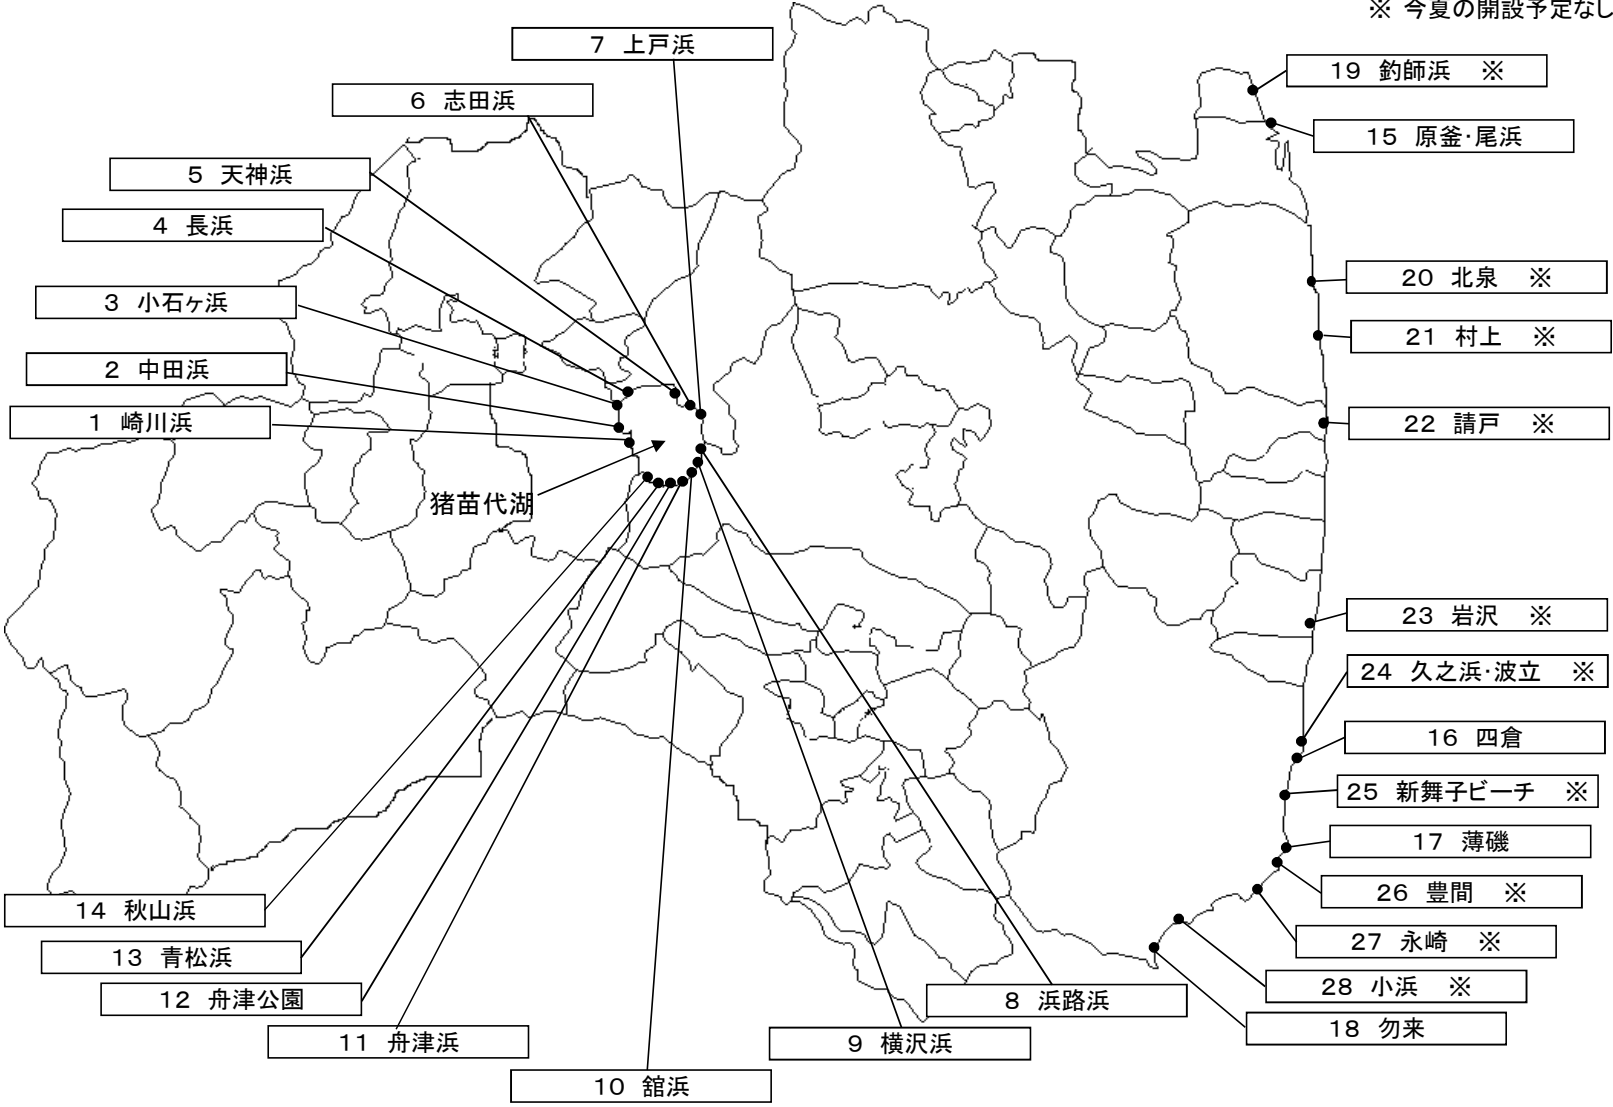 ※ 今夏の開設予定なし
7 上戸浜
6 志田浜
5 天神浜
4 長浜
3 小石ヶ浜
2 中田浜
1 崎川浜
猪苗代湖
14 秋山浜
13 青松浜
12 舟津公園
11 舟津浜
10 舘浜
9 横沢浜
8 浜路浜
19 釣師浜 ※
15 原釜・尾浜
20 北泉 ※
21 村上 ※
22 請戸 ※
23 岩沢 ※
24 久之浜・波立 ※
16 四倉
25 新舞子ビーチ ※
17 薄磯
26 豊間 ※
27 永崎 ※
28 小浜 ※
18 勿来